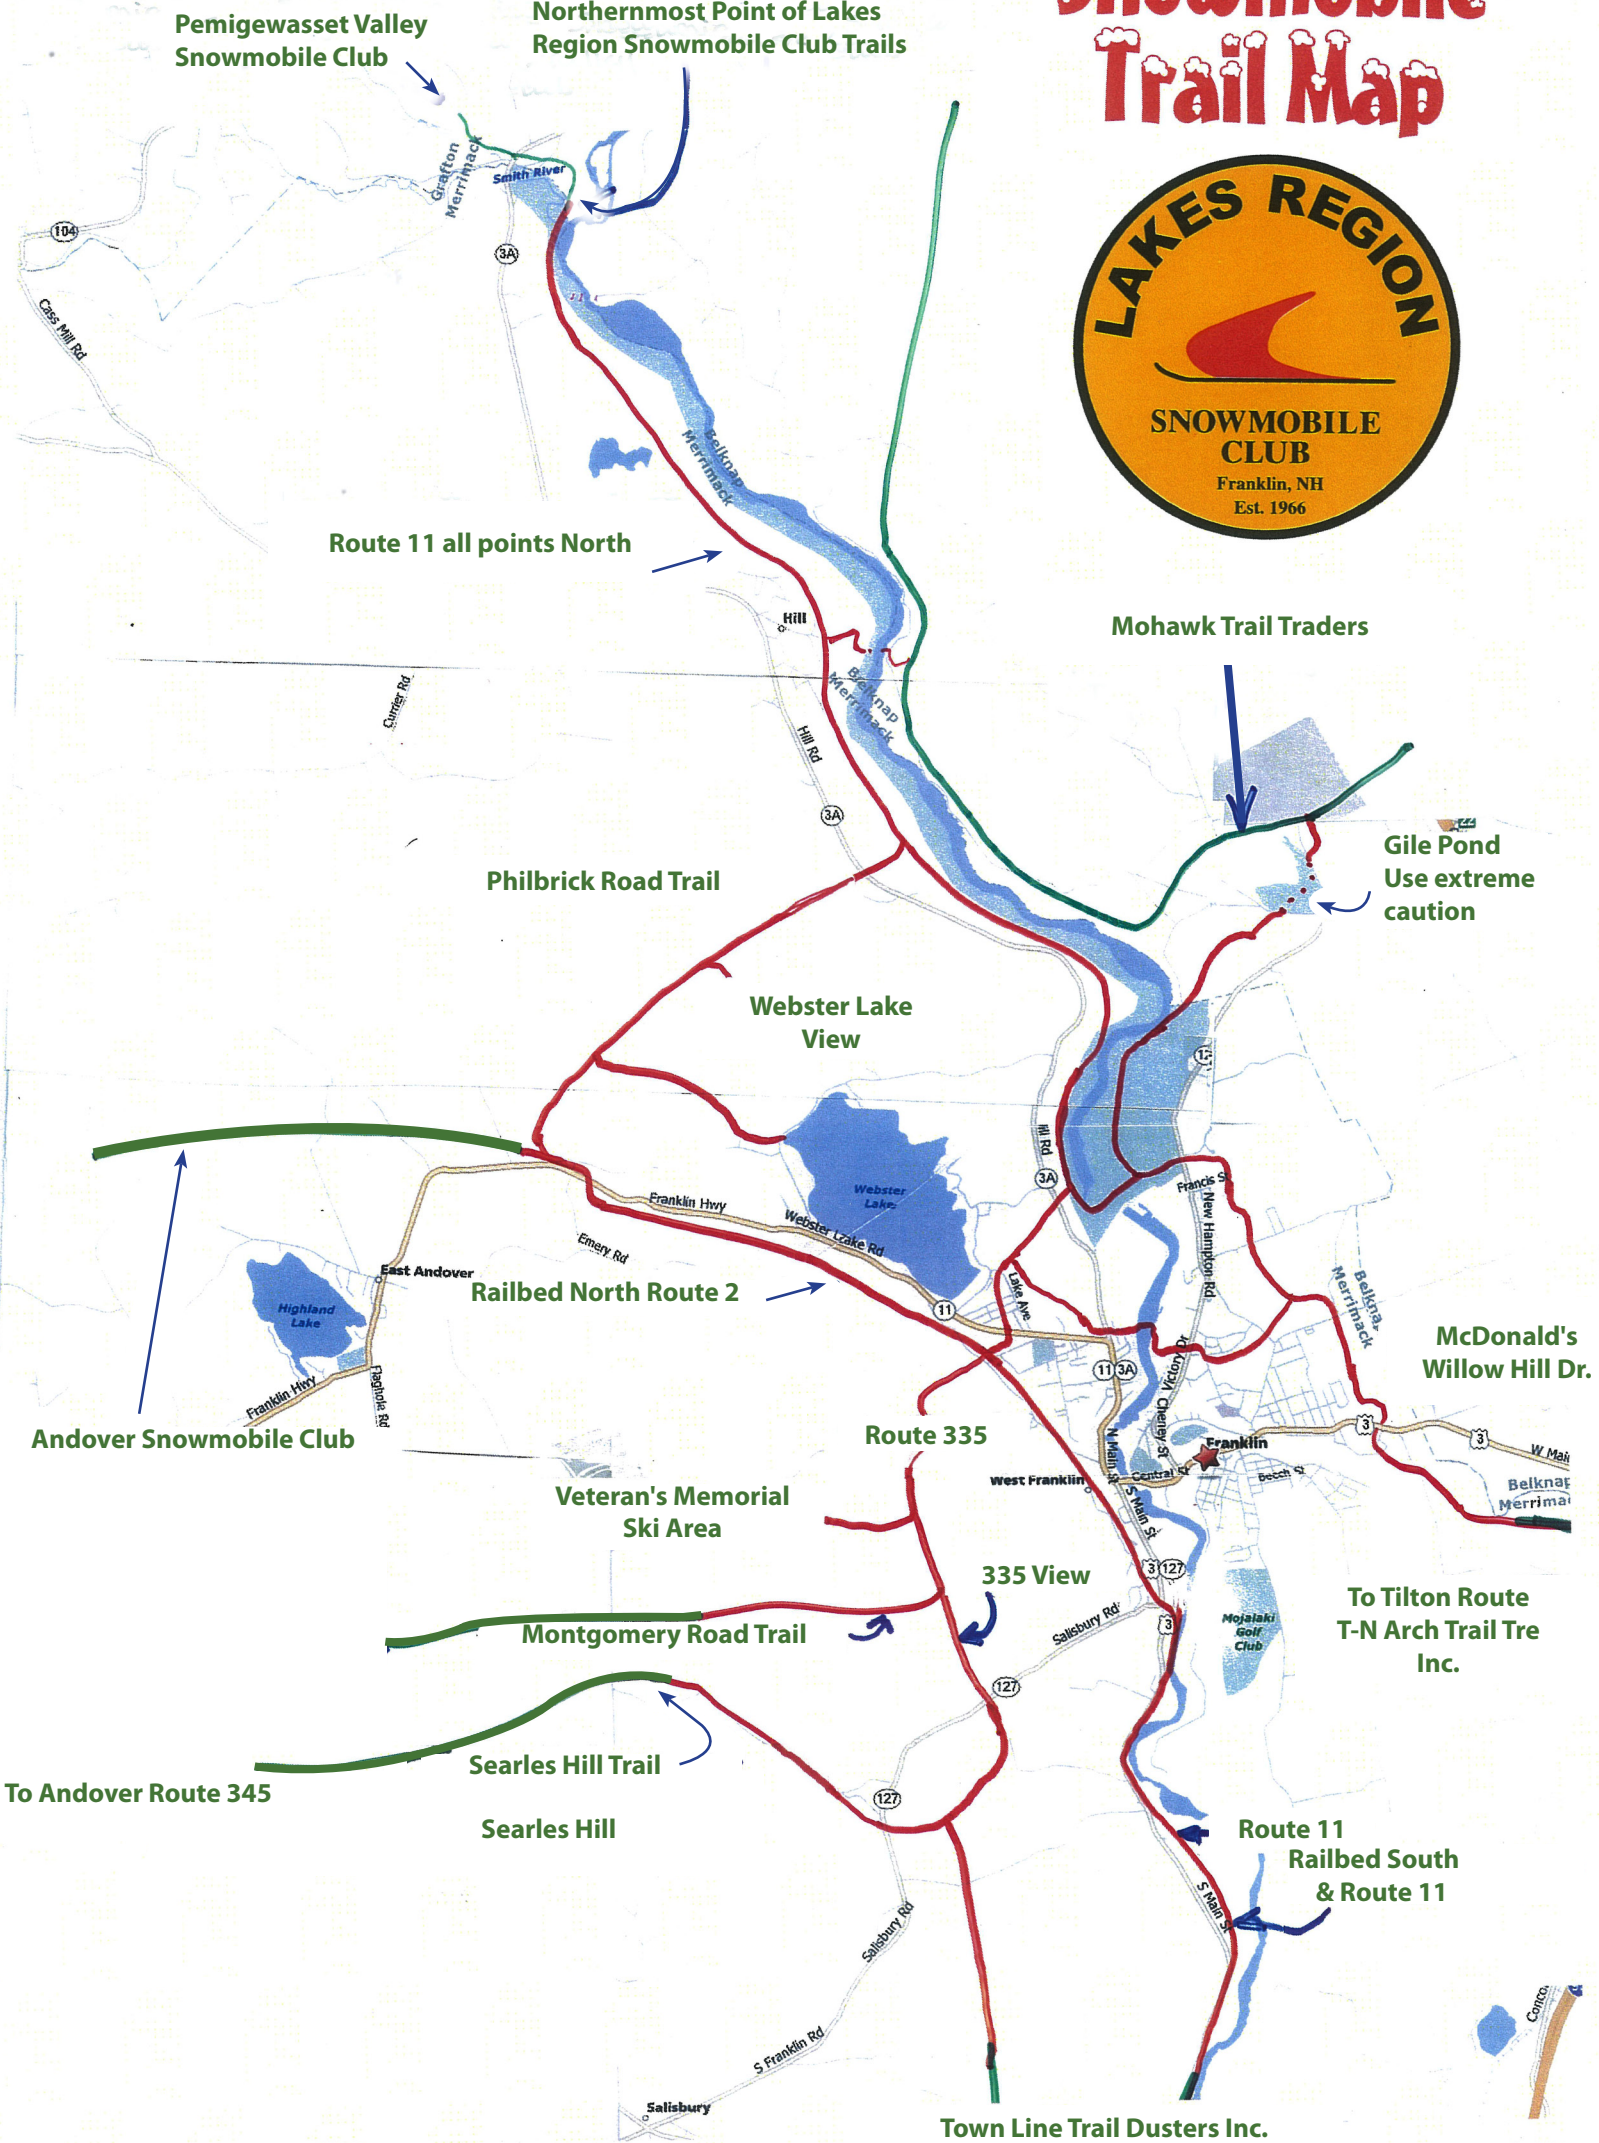 Snowmobile
Trail Map
Pemigewasset Valley
Snowmobile Club
Northernmost Point of Lakes
Region Snowmobile Club Trails
LAKES REGION
SNOWMOBILE
CLUB
Franklin, NH
Est. 1966
Grafton
Merrimack
Smith River
104
3A
Cass Mill Rd
Belknap
Merrimack
Route 11 all points North
Hill
Mohawk Trail Traders
Belknap
Merrimack
Currier Rd
Hill Rd
3A
Gile Pond
Use extreme
caution
Philbrick Road Trail
Webster Lake
View
Webster
Lake
3A
Francis St
New Hampton Rd
Franklin Hwy
Webster Lzake Rd
Emery Rd
East Andover
Railbed North Route 2
Highland
Lake
11
Lake Ave
Belkna
Merrimack
McDonald's
Willow Hill Dr.
11
3A
Victory Dr
Franklin Hwy
Flaghole Rd
Andover Snowmobile Club
Route 335
Cheney St
N Main St
Franklin
3
3
W Mai
Central St
Beech St
West Franklin
Belknap
Merrima
S Main St
Veteran's Memorial
Ski Area
335 View
3
127
To Tilton Route
T-N Arch Trail Tre
Inc.
Salisbury Rd
3
Mojalaki
Golf
Club
Montgomery Road Trail
127
Searles Hill Trail
To Andover Route 345
127
Searles Hill
Route 11
Railbed South
& Route 11
S Main St
Salisbury Rd
S Franklin Rd
Salisbury
Town Line Trail Dusters Inc.